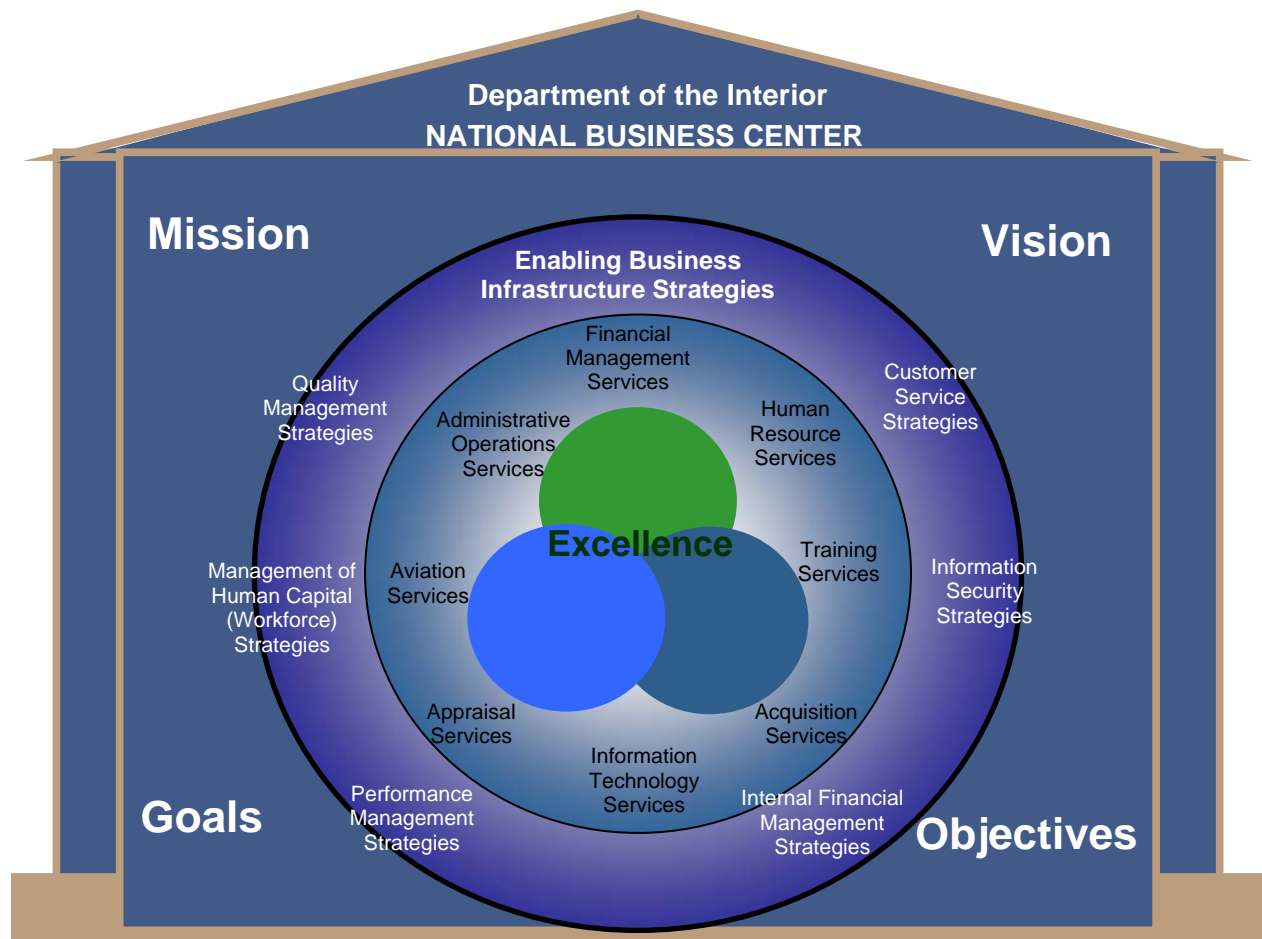 Department of the Interior
NATIONAL BUSINESS CENTER
Mission
Vision
Enabling Business
Infrastructure Strategies
Financial
Management
Services
Quality
Management
Strategies
Customer
Service
Strategies
Administrative
Operations
Services
Human
Resource
Services
Excellence
Management of
Human Capital
(Workforce)
Strategies
Aviation
Services
Training
Services
Information
Security
Strategies
Appraisal
Services
Acquisition
Services
Information
Technology
Services
Performance
Management
Strategies
Internal Financial
Management
Strategies
Goals
Objectives